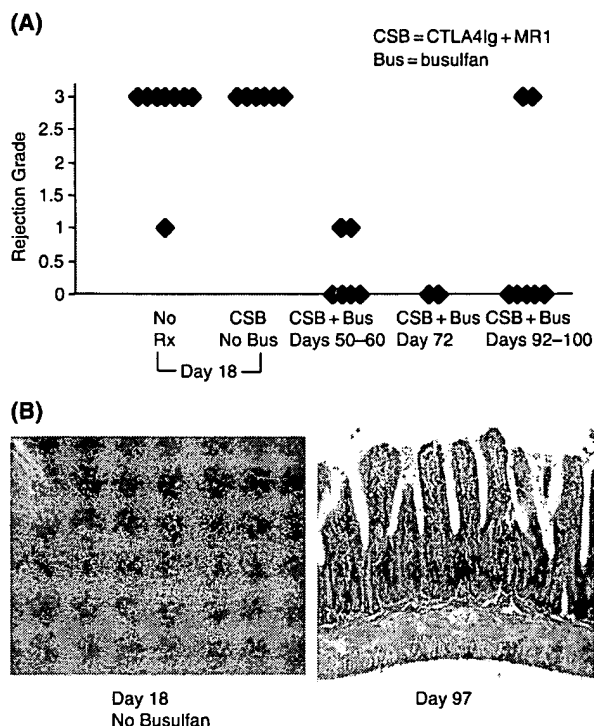 (A)
CSB = CTLA4Ig + MR1
Bus = busulfan
Rejection Grade
3
2.5
2
1.5
1
0.5
0
No CSB CSB + Bus CSB + Bus CSB + Bus
Rx No Bus Days 50–60 Day 72 Days 92–100
Day 18
(B)
Day 18 Day 97
No Busulfan